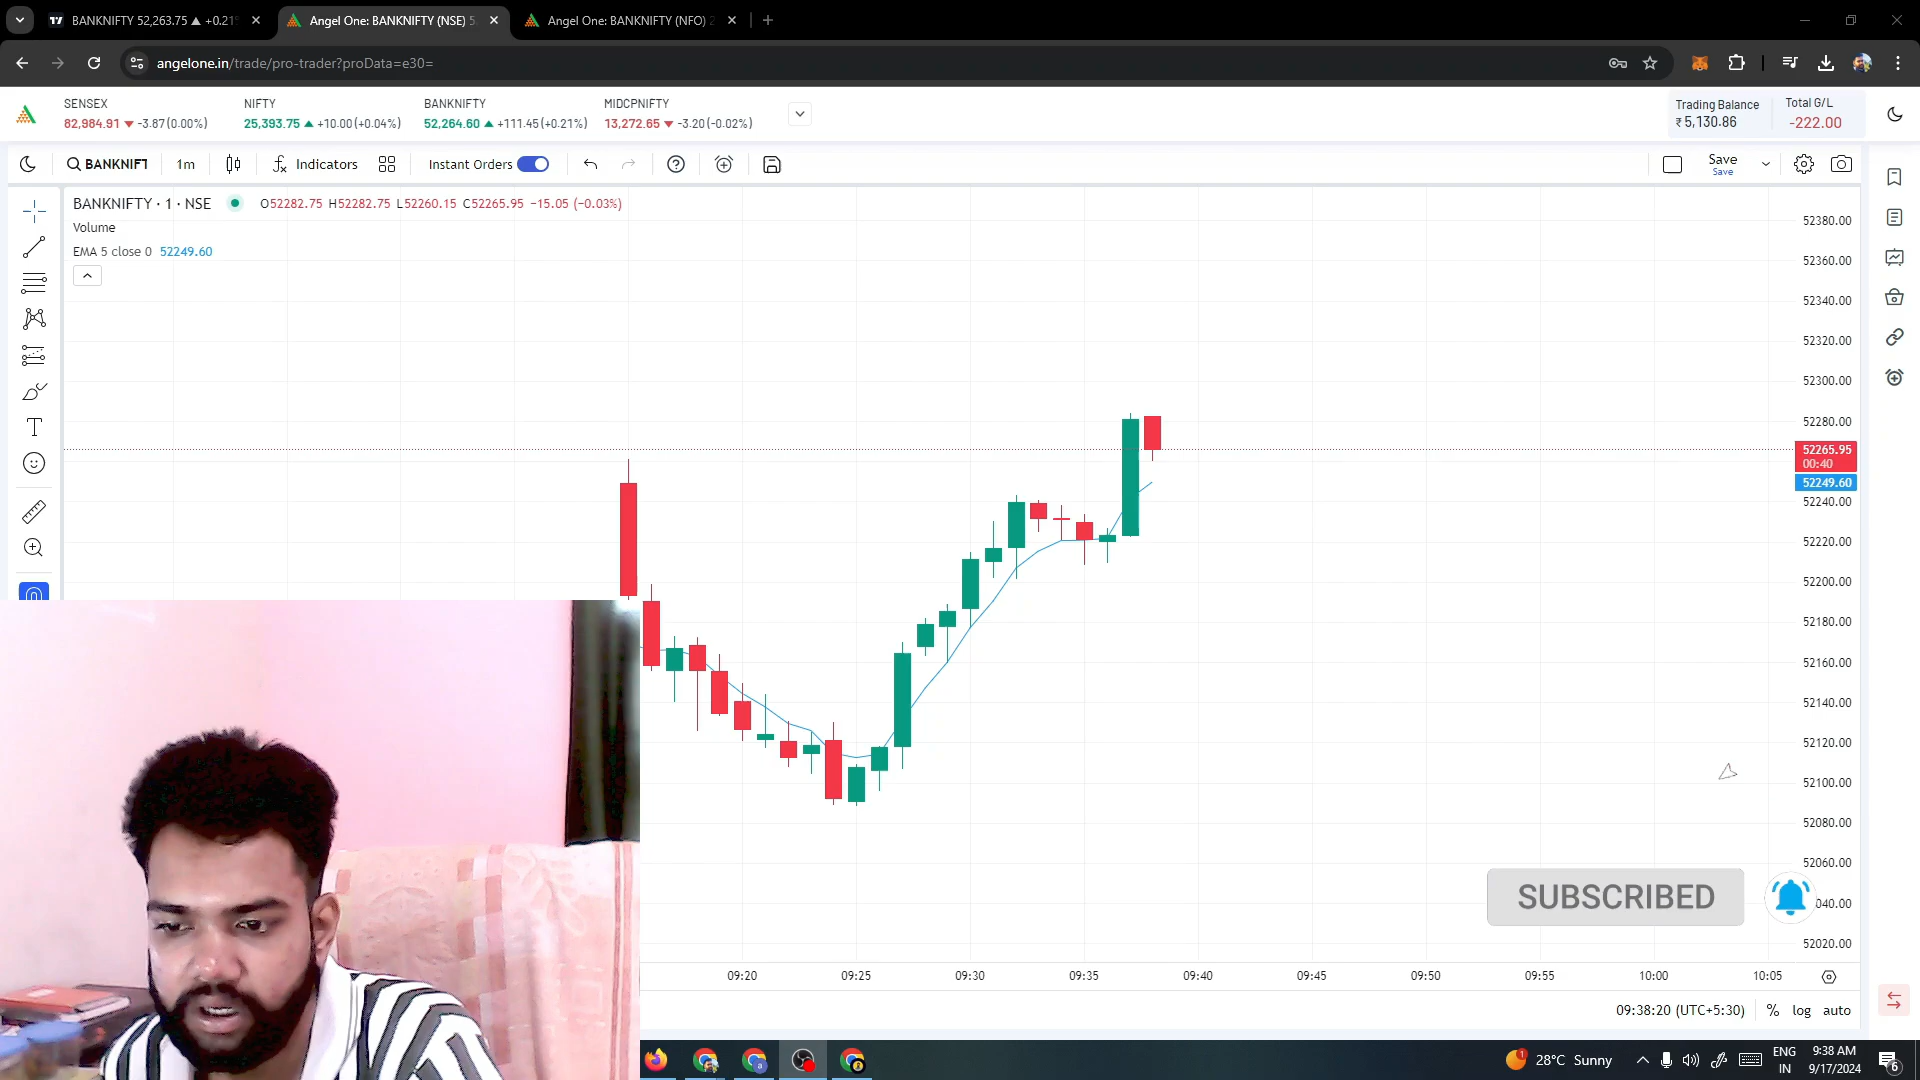 BANKNIFTY 52,263.75 ▲ +0.21
Angel One: BANKNIFTY (NSE) 5
Angel One: BANKNIFTY (NFO) 2
angelone.in/trade/pro-trader?proData=e30=
SENSEX
82,984.91 ▼ -3.87(0.00%)
NIFTY
25,393.75 ▲ +10.00(+0.04%)
BANKNIFTY
52,264.60 ▲ +111.45(+0.21%)
MIDCPNIFTY
13,272.65 ▼ -3.20(-0.02%)
Trading Balance
₹ 5,130.86
Total G/L
-222.00
BANKNIFT
1m
Indicators
Instant Orders
Save
Save
BANKNIFTY · 1 · NSE
O52282.75 H52282.75 L52260.15 C52265.95 −15.05 (−0.03%)
Volume
EMA 5 close 0 52249.60
52380.00
52360.00
52340.00
52320.00
52300.00
52280.00
52265.95
00:40
52249.60
52240.00
52220.00
52200.00
52180.00
52160.00
52140.00
52120.00
52100.00
52080.00
52060.00
SUBSCRIBED
040.00
52020.00
09:20
09:25
09:30
09:35
09:40
09:45
09:50
09:55
10:00
10:05
09:38:20 (UTC+5:30)
%
log
auto
28°C Sunny
ENG
IN
9:38 AM
9/17/2024
6